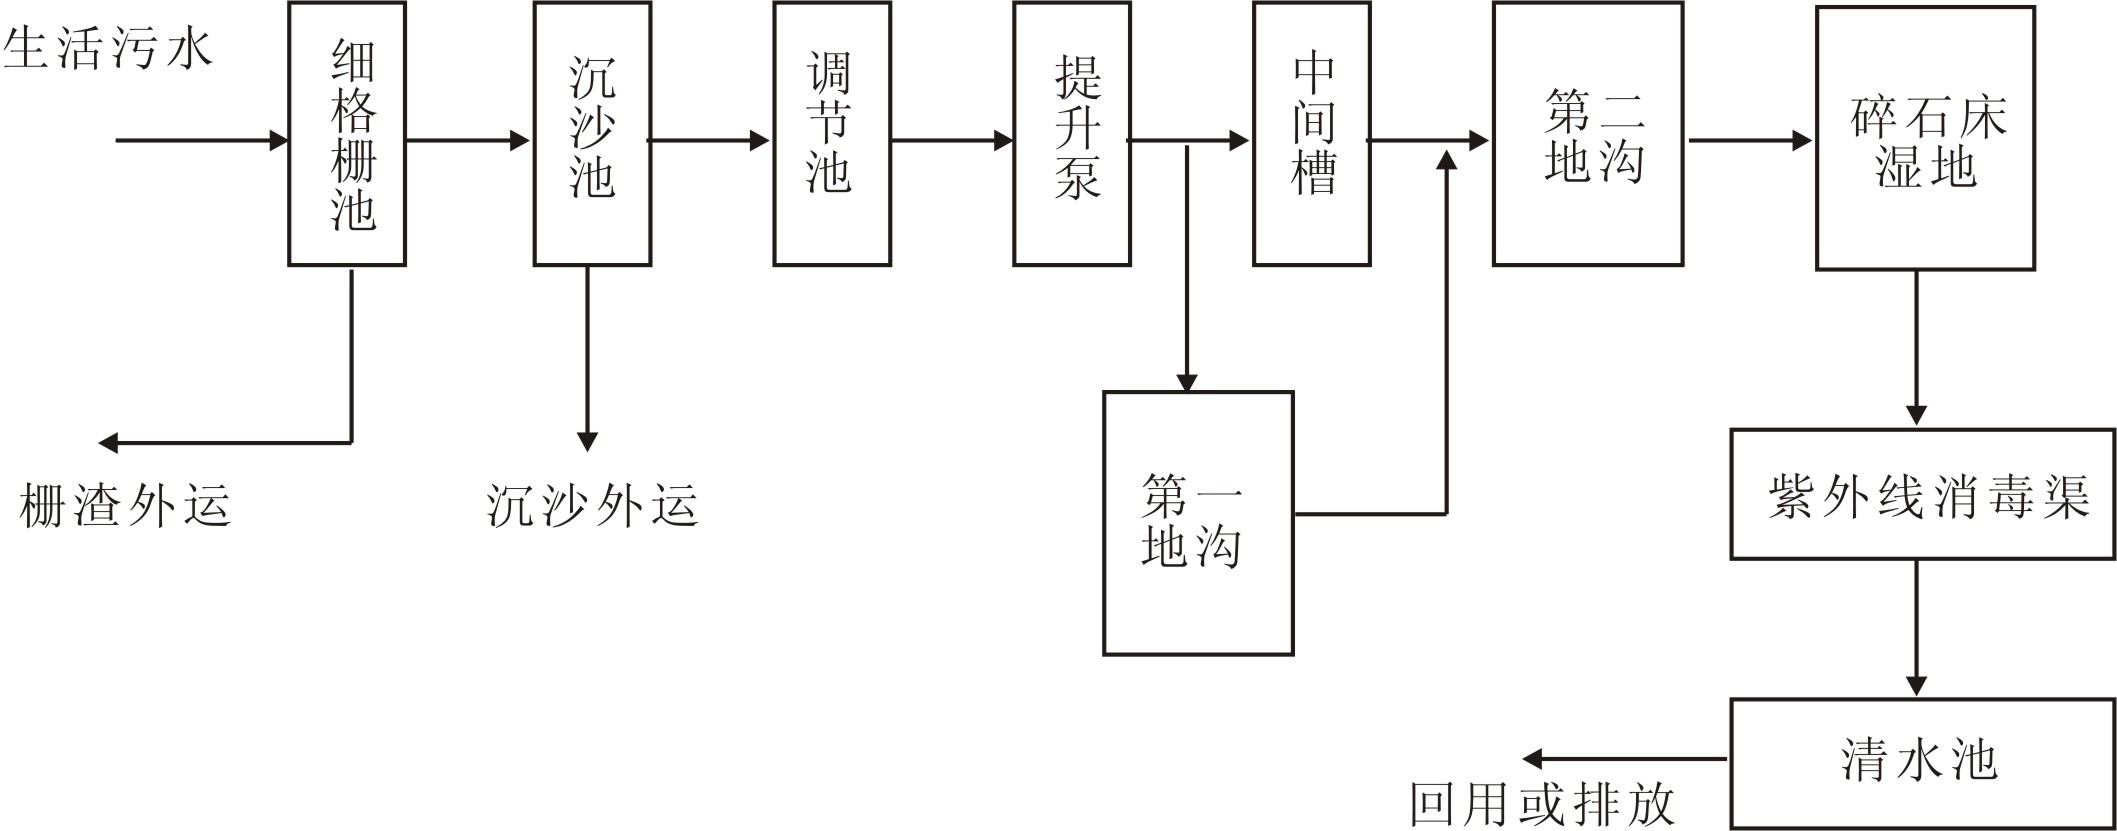 生活污水
细格栅池
沉沙池
调节池
提升泵
中间槽
第二
地沟
碎石床
湿地
栅渣外运
沉沙外运
第一
地沟
紫外线消毒渠
清水池
回用或排放